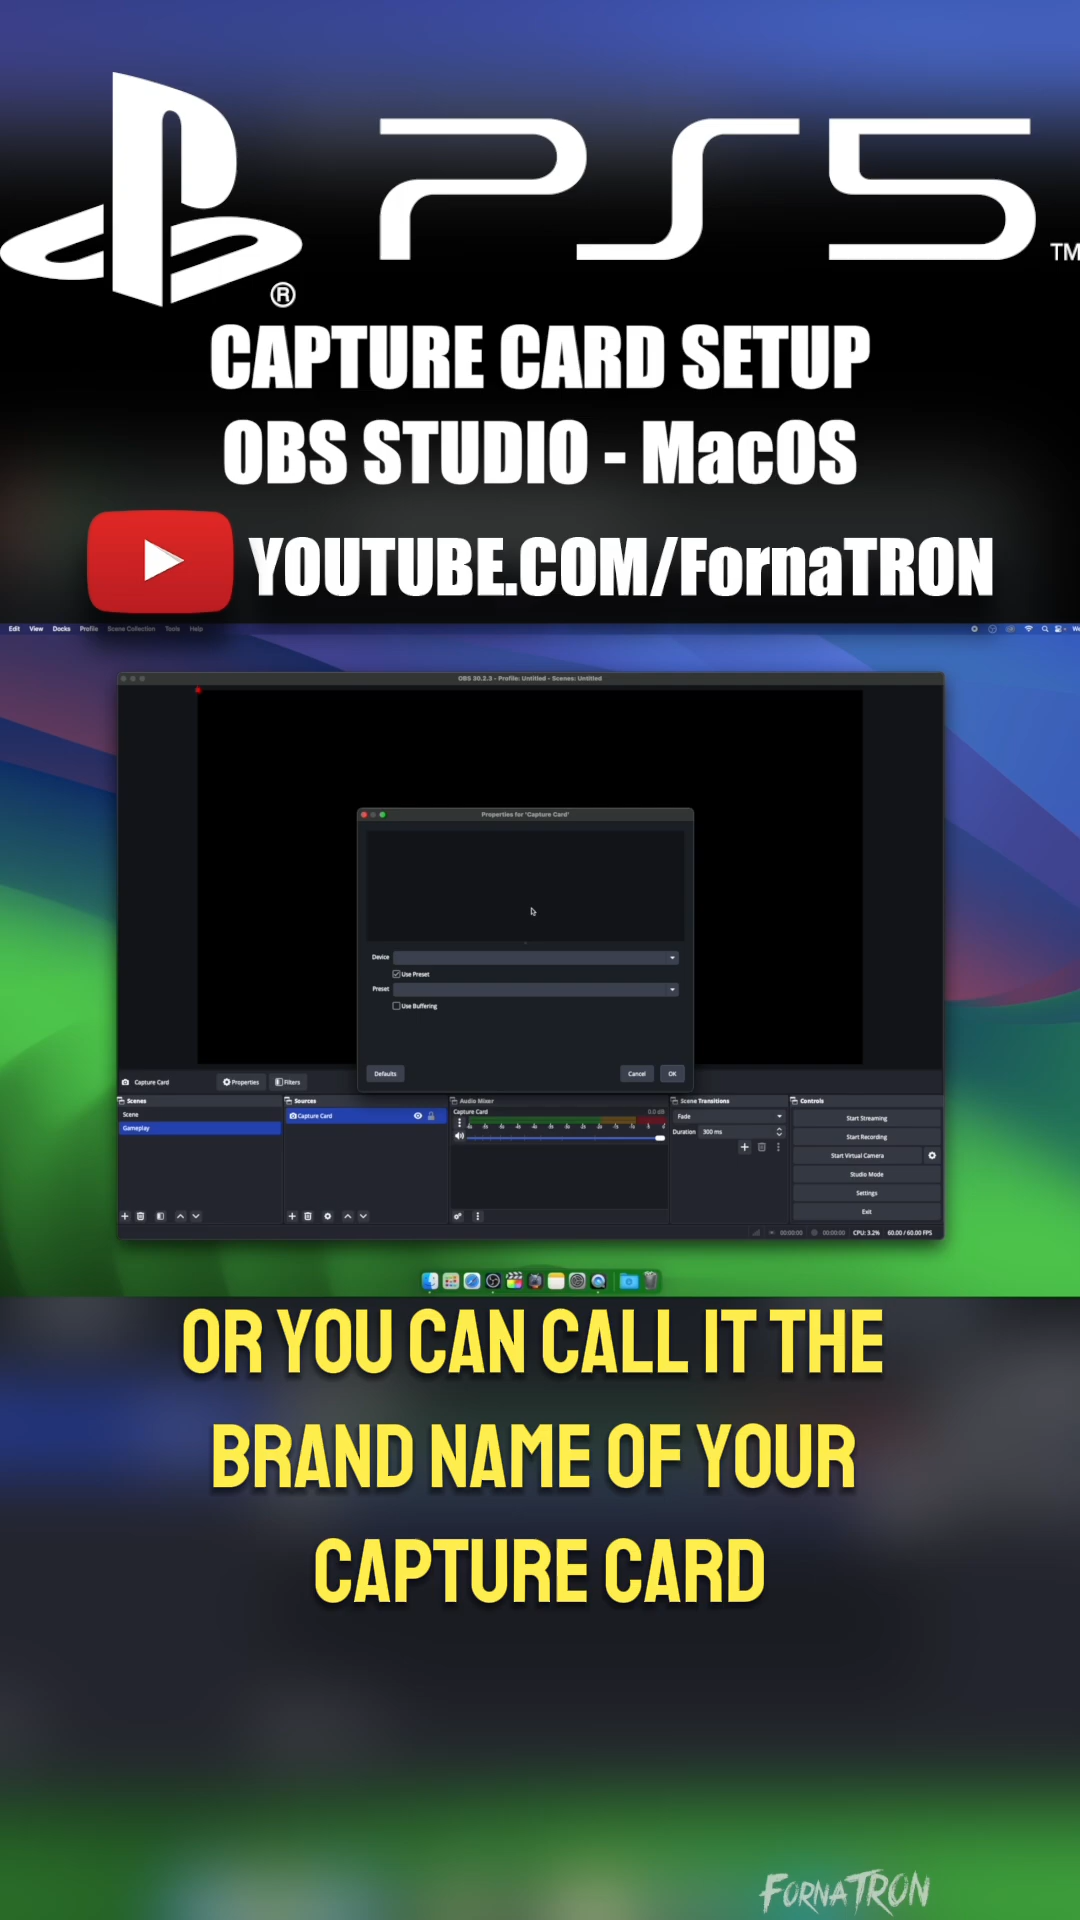 PS5
TM
®
CAPTURE CARD SETUP
OBS STUDIO - MacOS
YOUTUBE.COM/FornaTRON
Edit View Docks Profile Scene Collection Tools Help
OBS 30.2.3 - Profile: Untitled - Scenes: Untitled
Properties for 'Capture Card'
Device
Use Preset
Preset
Use Buffering
Defaults Cancel OK
Capture Card Properties Filters
Scenes Sources Audio Mixer Scene Transitions Controls
Scene
Gameplay
Capture Card
Capture Card 0.0 dB
Fade
Duration 300 ms
Start Streaming
Start Recording
Start Virtual Camera
Studio Mode
Settings
Exit
00:00:00 00:00:00 CPU: 3.2% 60.00 / 60.00 FPS
OR YOU CAN CALL IT THE
BRAND NAME OF YOUR
CAPTURE CARD
FORNATRON